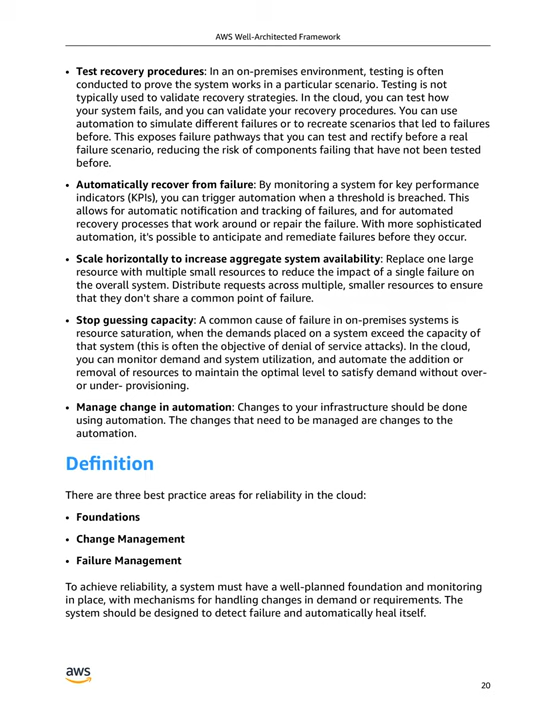 AWS Well-Architected Framework
• Test recovery procedures: In an on-premises environment, testing is often
conducted to prove the system works in a particular scenario. Testing is not
typically used to validate recovery strategies. In the cloud, you can test how
your system fails, and you can validate your recovery procedures. You can use
automation to simulate different failures or to recreate scenarios that led to failures
before. This exposes failure pathways that you can test and rectify before a real
failure scenario, reducing the risk of components failing that have not been tested
before.
• Automatically recover from failure: By monitoring a system for key performance
indicators (KPIs), you can trigger automation when a threshold is breached. This
allows for automatic notification and tracking of failures, and for automated
recovery processes that work around or repair the failure. With more sophisticated
automation, it's possible to anticipate and remediate failures before they occur.
• Scale horizontally to increase aggregate system availability: Replace one large
resource with multiple small resources to reduce the impact of a single failure on
the overall system. Distribute requests across multiple, smaller resources to ensure
that they don't share a common point of failure.
• Stop guessing capacity: A common cause of failure in on-premises systems is
resource saturation, when the demands placed on a system exceed the capacity of
that system (this is often the objective of denial of service attacks). In the cloud,
you can monitor demand and system utilization, and automate the addition or
removal of resources to maintain the optimal level to satisfy demand without over-
or under- provisioning.
• Manage change in automation: Changes to your infrastructure should be done
using automation. The changes that need to be managed are changes to the
automation.
Definition
There are three best practice areas for reliability in the cloud:
• Foundations
• Change Management
• Failure Management
To achieve reliability, a system must have a well-planned foundation and monitoring
in place, with mechanisms for handling changes in demand or requirements. The
system should be designed to detect failure and automatically heal itself.
aws
20